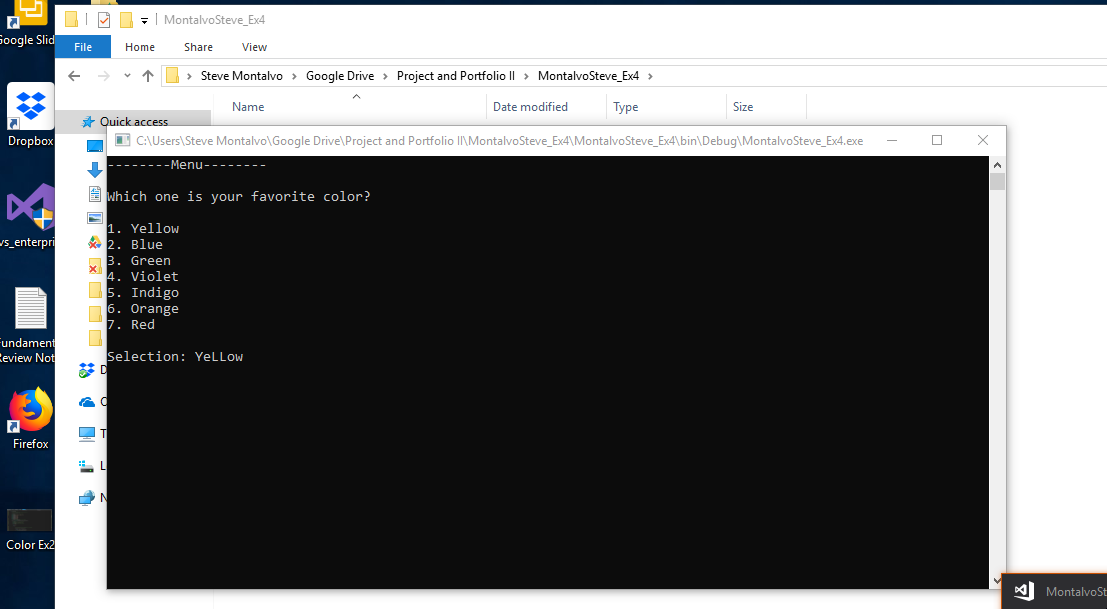 MontalvoSteve_Ex4
File Home Share View
Steve Montalvo > Google Drive > Project and Portfolio II > MontalvoSteve_Ex4 >
Name Date modified Type Size
Quick access
C:\Users\Steve Montalvo\Google Drive\Project and Portfolio II\MontalvoSteve_Ex4\MontalvoSteve_Ex4\bin\Debug\MontalvoSteve_Ex4.exe
--------Menu--------
Which one is your favorite color?
1. Yellow
2. Blue
3. Green
4. Violet
5. Indigo
6. Orange
7. Red
Selection: YeLLow
Google Slid
Dropbox
vs_enterpri
Fundament
Review Not
Firefox
Color Ex2
D
O
T
L
N
MontalvoSt